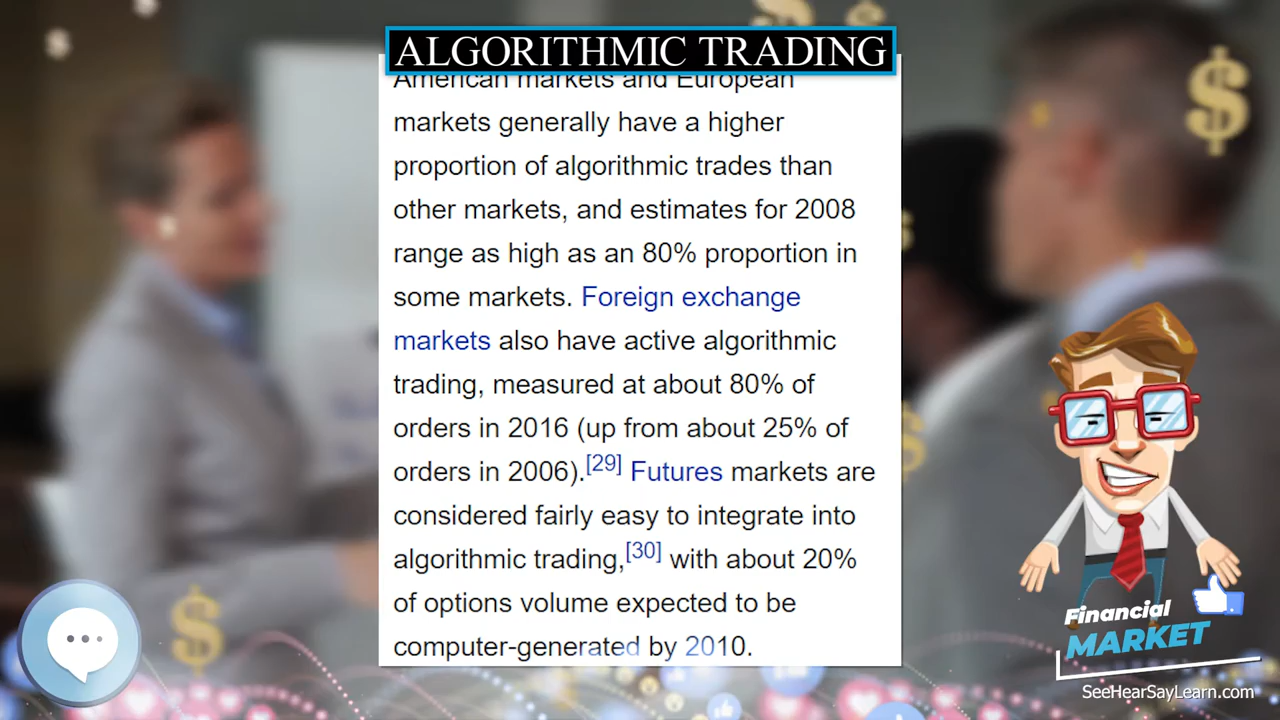 ALGORITHMIC TRADING
American markets and European
markets generally have a higher
proportion of algorithmic trades than
other markets, and estimates for 2008
range as high as an 80% proportion in
some markets. Foreign exchange
markets also have active algorithmic
trading, measured at about 80% of
orders in 2016 (up from about 25% of
orders in 2006).[29] Futures markets are
considered fairly easy to integrate into
algorithmic trading,[30] with about 20%
of options volume expected to be
computer-generated by 2010.
Financial
MARKET
SeeHearSayLearn.com